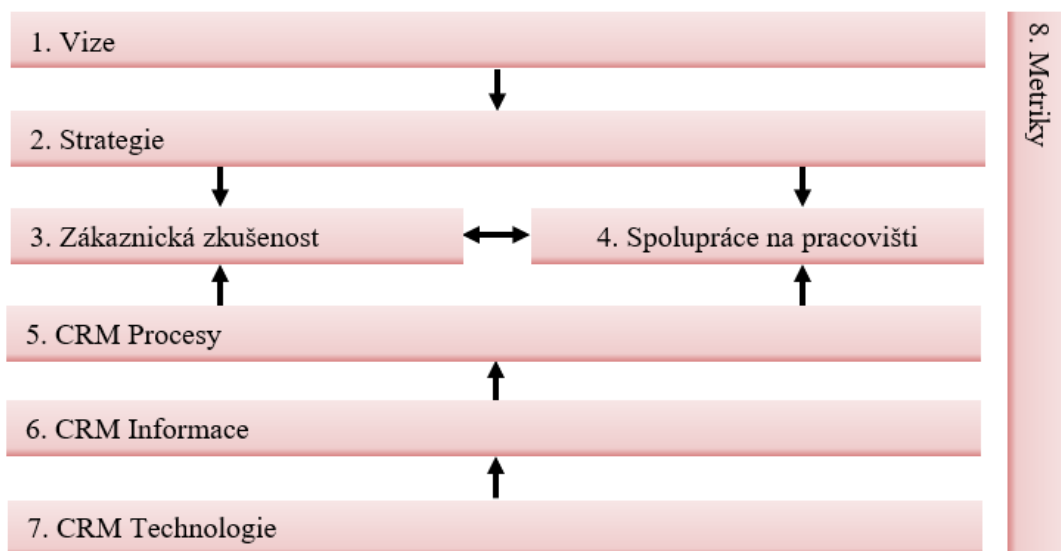 1. Vize
2. Strategie
3. Zákaznická zkušenost
4. Spolupráce na pracovišti
5. CRM Procesy
6. CRM Informace
7. CRM Technologie
8. Metriky